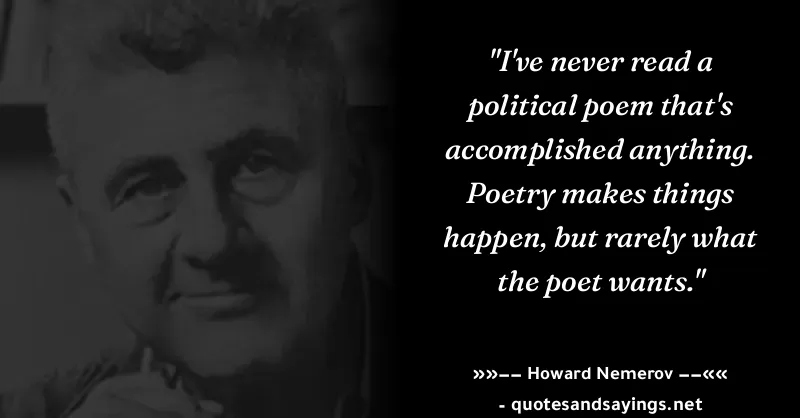 "I've never read a
political poem that's
accomplished anything.
Poetry makes things
happen, but rarely what
the poet wants."
»»–– Howard Nemerov ––««
- quotesandsayings.net